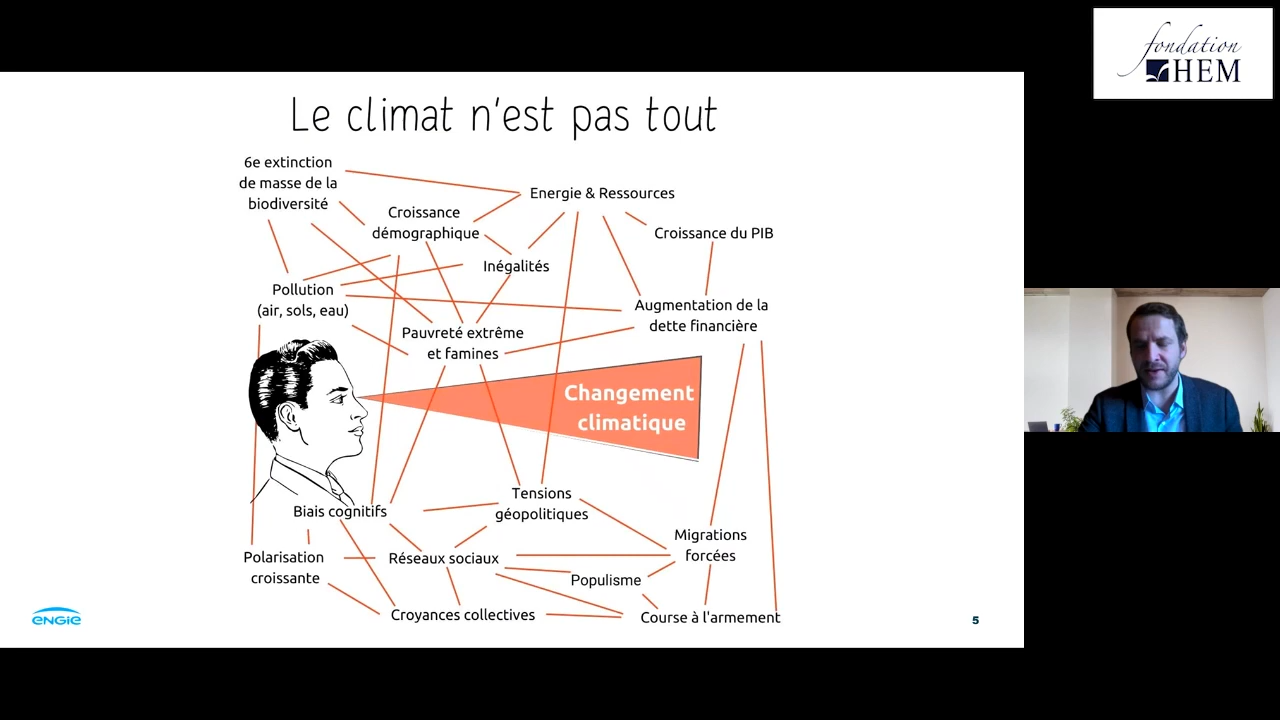 fondation
HEM
Le climat n'est pas tout
6e extinction
de masse de la
biodiversité
Energie & Ressources
Croissance
démographique
Croissance du PIB
Inégalités
Pollution
(air, sols, eau)
Augmentation de la
dette financière
Pauvreté extrême
et famines
Changement
climatique
Tensions
géopolitiques
Biais cognitifs
Migrations
forcées
Polarisation
croissante
Réseaux sociaux
Populisme
Croyances collectives
Course à l'armement
ENGIE
5